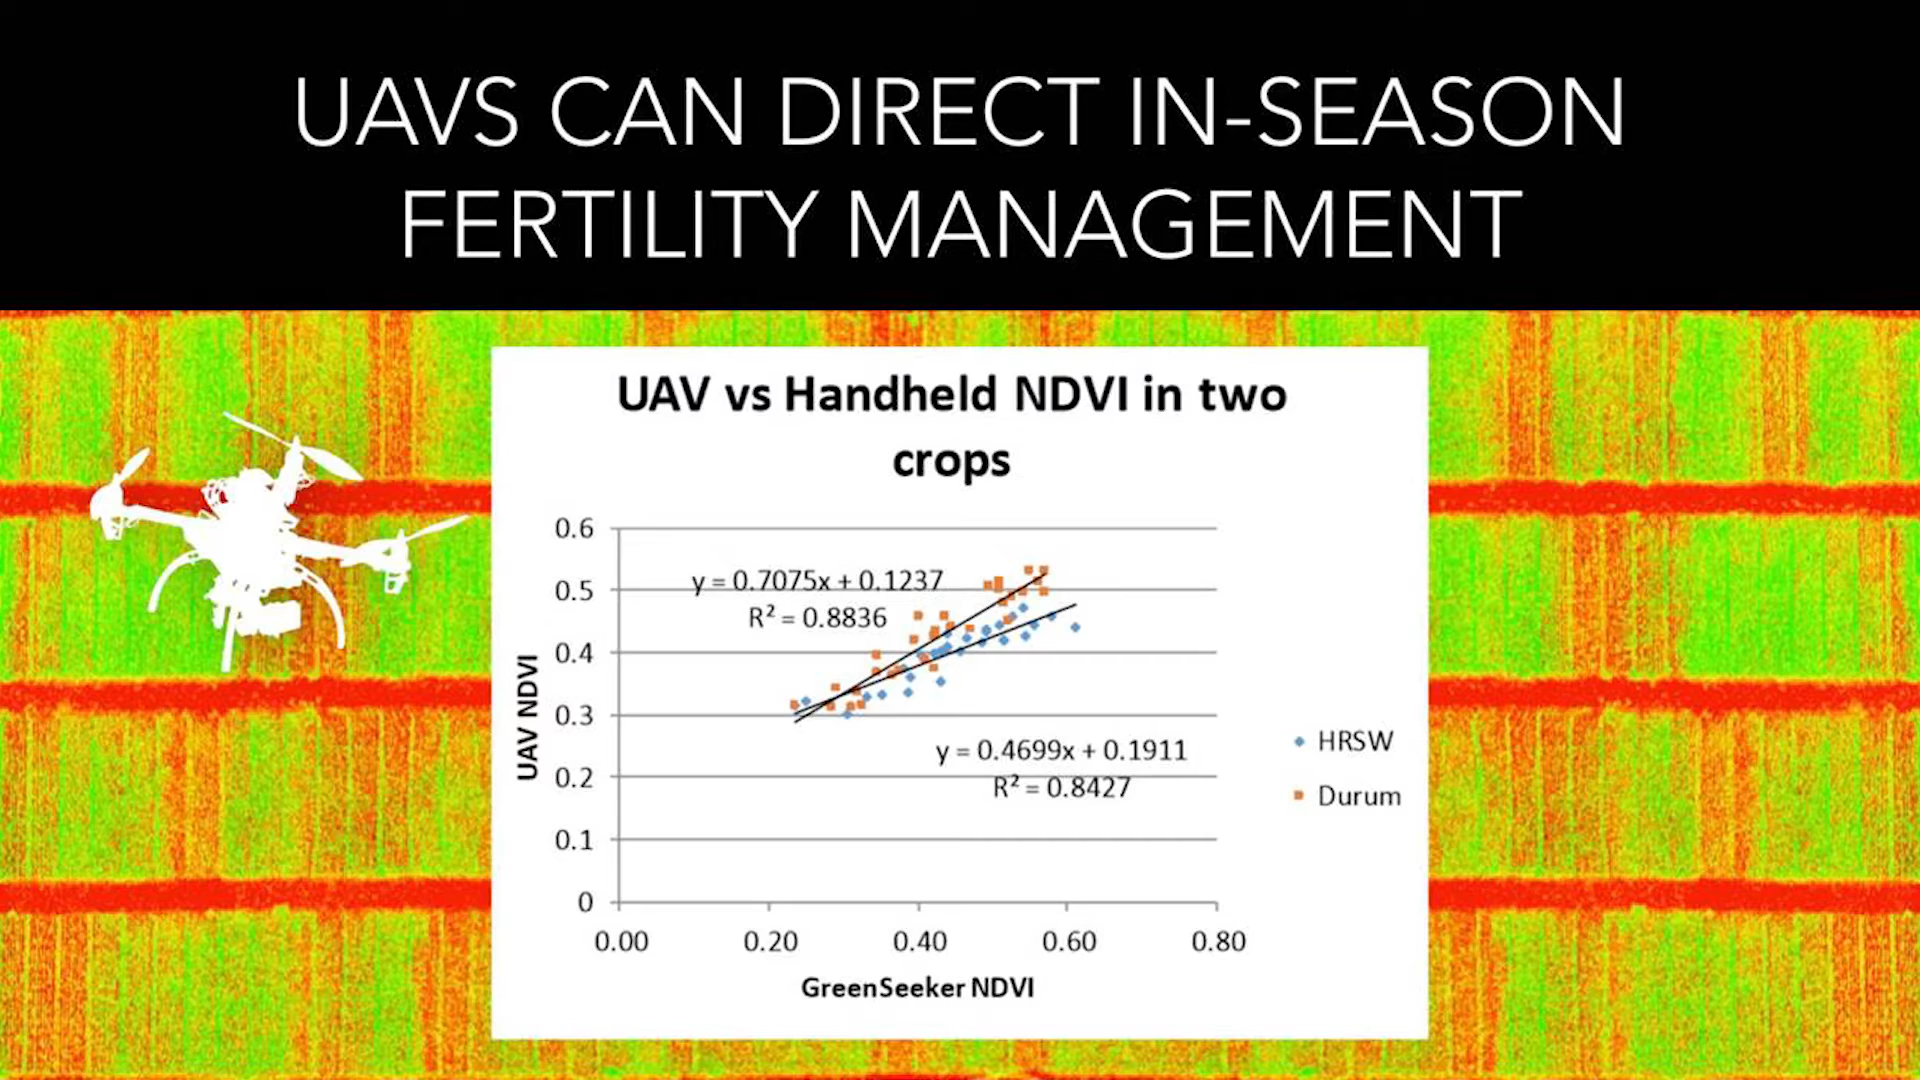 UAVS CAN DIRECT IN-SEASON
FERTILITY MANAGEMENT
UAV vs Handheld NDVI in two
crops
0.6
0.5
0.4
0.3
0.2
0.1
0
UAV NDVI
y = 0.7075x + 0.1237
R² = 0.8836
y = 0.4699x + 0.1911
R² = 0.8427
HRSW
Durum
0.00 0.20 0.40 0.60 0.80
GreenSeeker NDVI